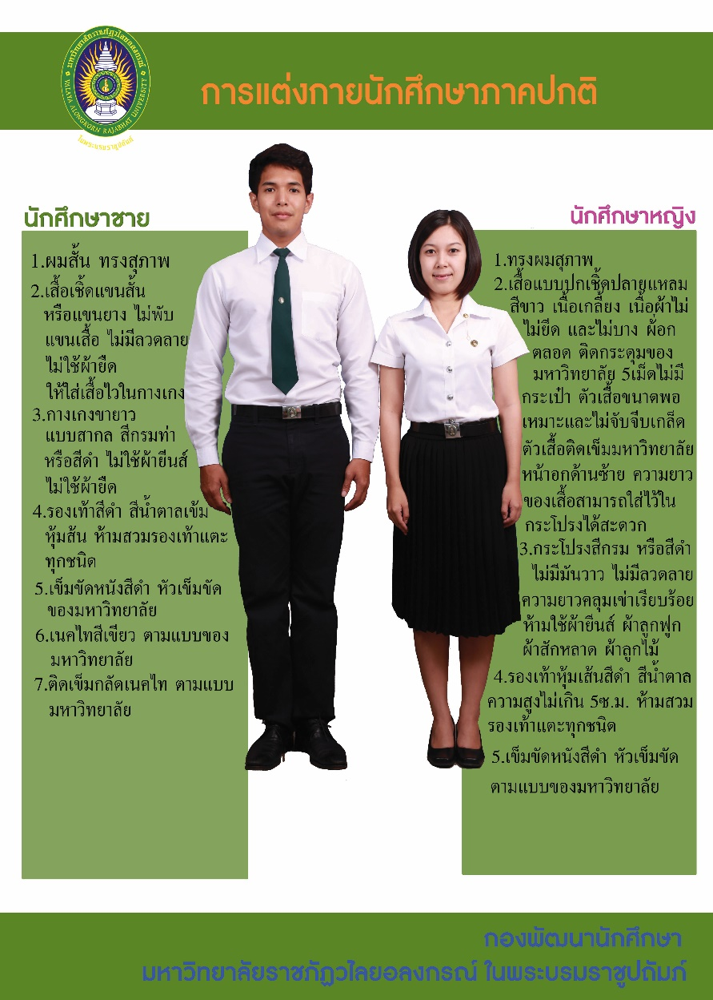 มหาวิทยาลัยราชภัฏวไลยอลงกรณ์
VALAYA ALONGKORN RAJABHAT UNIVERSITY
ในพระบรมราชูปถัมภ์
การแต่งกายนักศึกษาภาคปกติ
นักศึกษาชาย
1.ผมสั้น ทรงสุภาพ
2.เสื้อเชิ้ดแขนสั้น
หรือแขนยาง ไม่พับ
แขนเสื้อ ไม่มีลวดลาย
ไม่ใช้ผ้ายืด
ให้ใส่เสื้อไวในกางเกง
3.กางเกงขายาว
แบบสากล สีกรมท่า
หรือสีดำ ไม่ใช้ผ้ายีนส์
ไม่ใช้ผ้ายืด
4.รองเท้าสีดำ สีน้ำตาลเข้ม
หุ้มส้น ห้ามสวมรองเท้าแตะ
ทุกชนิด
5.เข็มขัดหนังสีดำ หัวเข็มขัด
ของมหาวิทยาลัย
6.เนคไทสีเขียว ตามแบบของ
มหาวิทยาลัย
7.ติดเข็มกลัดเนคไท ตามแบบ
มหาวิทยาลัย
นักศึกษาหญิง
1.ทรงผมสุภาพ
2.เสื้อแบบปกเชิ้ดปลายแหลม
สีขาว เนื้อเกลี้ยง เนื้อผ้าไม่
ไม่ยืด และไม่บาง ผ่อก
ตลอด ติดกระดุมของ
มหาวิทยาลัย 5เม็ดไม่มี
กระเป๋า ตัวเสื้อขนาดพอ
เหมาะและไม่จับจีบเกล็ด
ตัวเสื้อติดเข็มมหาวิทยาลัย
หน้าอกด้านซ้าย ความยาว
ของเสื้อสามารถใส่ไว้ใน
กระโปรงได้สะดวก
3.กระโปรงสีกรม หรือสีดำ
ไม่มีมันวาว ไม่มีลวดลาย
ความยาวคลุมเข่าเรียบร้อย
ห้ามใช้ผ้ายีนส์ ผ้าลูกฟูก
ผ้าสักหลาด ผ้าลูกไม้
4.รองเท้าหุ้มเส้นสีดำ สีน้ำตาล
ความสูงไม่เกิน 5ซ.ม. ห้ามสวม
รองเท้าแตะทุกชนิด
5.เข็มขัดหนังสีดำ หัวเข็มขัด
ตามแบบของมหาวิทยาลัย
กองพัฒนานักศึกษา
มหาวิทยาลัยราชภัฏวไลยอลงกรณ์ ในพระบรมราชูปถัมภ์